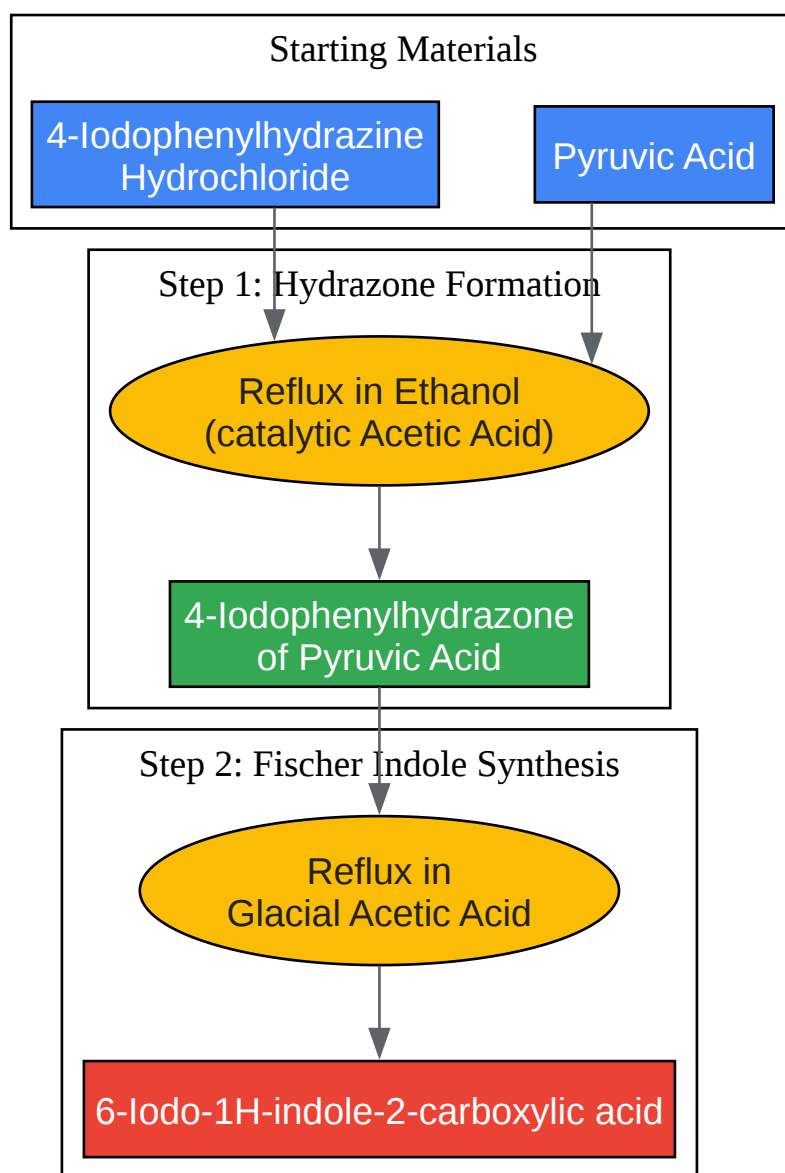 Starting Materials
4-Iodophenylhydrazine
Hydrochloride
Pyruvic Acid
Step 1: Hydrazone Formation
Reflux in Ethanol
(catalytic Acetic Acid)
4-Iodophenylhydrazone
of Pyruvic Acid
Step 2: Fischer Indole Synthesis
Reflux in
Glacial Acetic Acid
6-Iodo-1H-indole-2-carboxylic acid